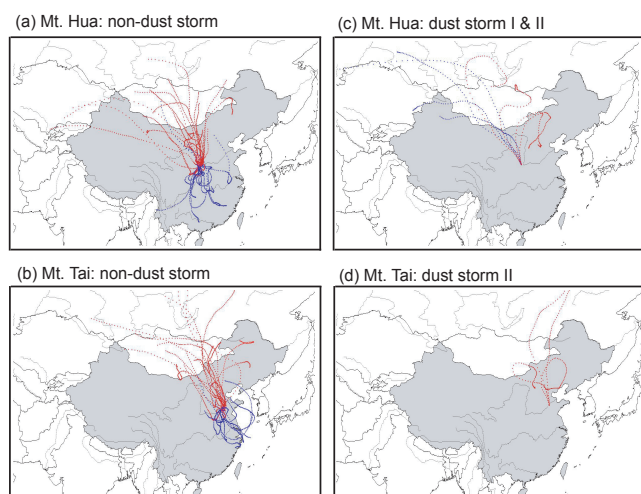 (a) Mt. Hua: non-dust storm
(c) Mt. Hua: dust storm I & II
(b) Mt. Tai: non-dust storm
(d) Mt. Tai: dust storm II